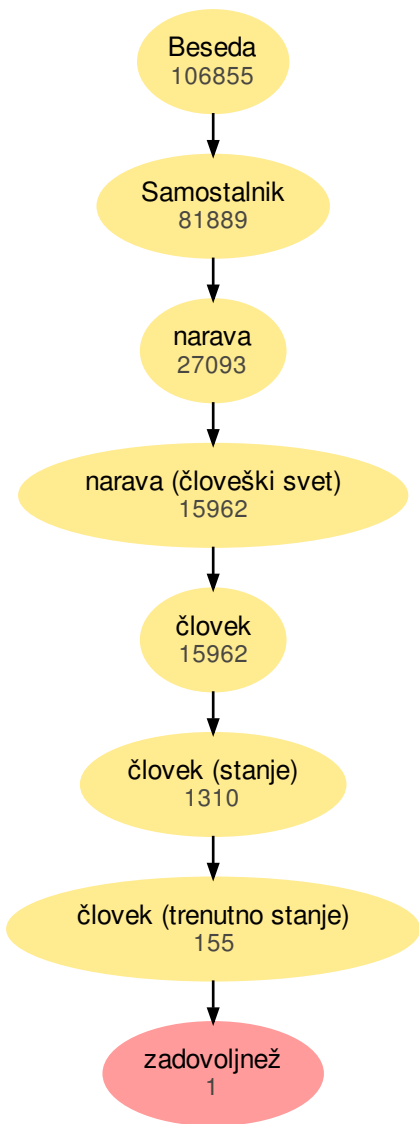 Beseda
106855
Samostalnik
81889
narava
27093
narava (človeški svet)
15962
človek
15962
človek (stanje)
1310
človek (trenutno stanje)
155
zadovoljnež
1